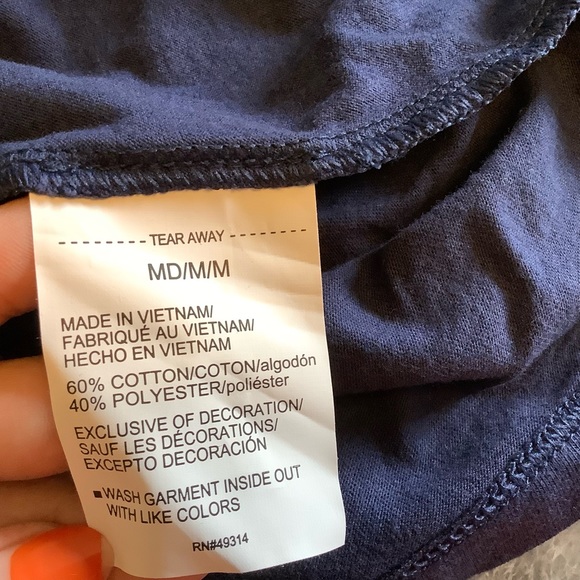 - - - - - - - - TEAR AWAY - - - - - - - -
MD/M/M
MADE IN VIETNAM/
FABRIQUÉ AU VIETNAM/
HECHO EN VIETNAM
60% COTTON/COTON/algodón
40% POLYESTER/poliéster
EXCLUSIVE OF DECORATION/
SAUF LES DÉCORATIONS/
EXCEPTO DECORACIÓN
■WASH GARMENT INSIDE OUT
WITH LIKE COLORS
RN#49314